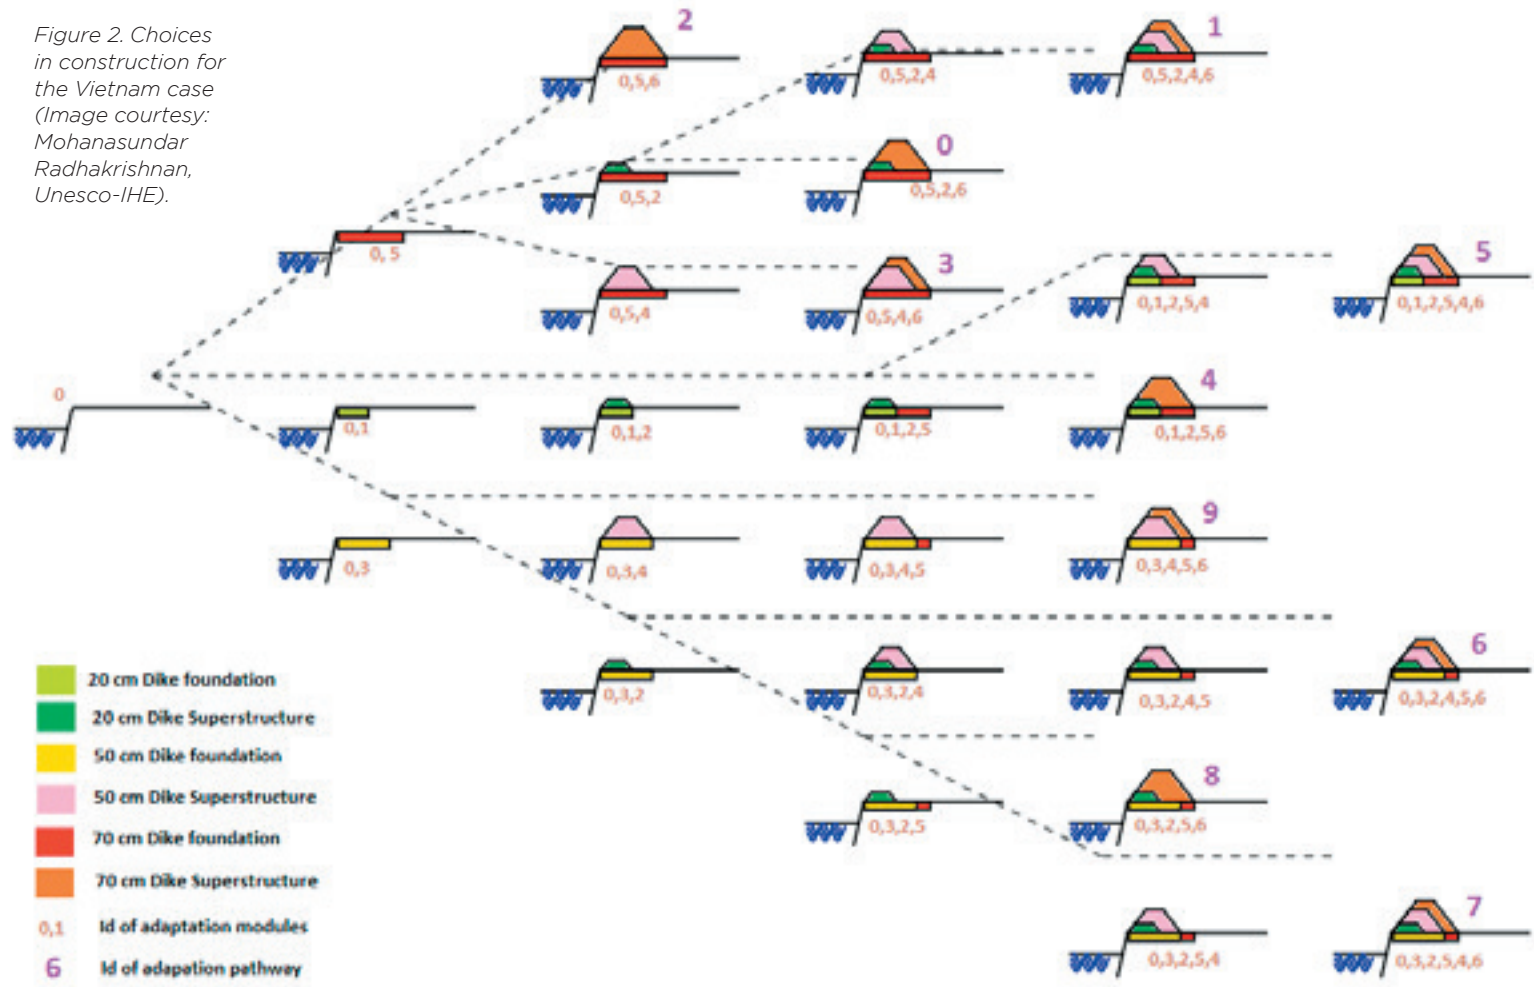 Figure 2. Choices
in construction for
the Vietnam case
(Image courtesy:
Mohanasundar
Radhakrishnan,
Unesco-IHE).
2
0,5,6
0,5,2,4
1
0,5,2,4,6
0,5,2
0
0,5,2,6
0, 5
0,5,4
3
0,5,4,6
0,1,2,5,4
5
0,1,2,5,4,6
0
0,1
0,1,2
0,1,2,5
4
0,1,2,5,6
0,3
0,3,4
0,3,4,5
9
0,3,4,5,6
0,3,2
0,3,2,4
0,3,2,4,5
6
0,3,2,4,5,6
0,3,2,5
8
0,3,2,5,6
0,3,2,5,4
7
0,3,2,5,4,6
20 cm Dike foundation
20 cm Dike Superstructure
50 cm Dike foundation
50 cm Dike Superstructure
70 cm Dike foundation
70 cm Dike Superstructure
0,1 Id of adaptation modules
6 Id of adapation pathway